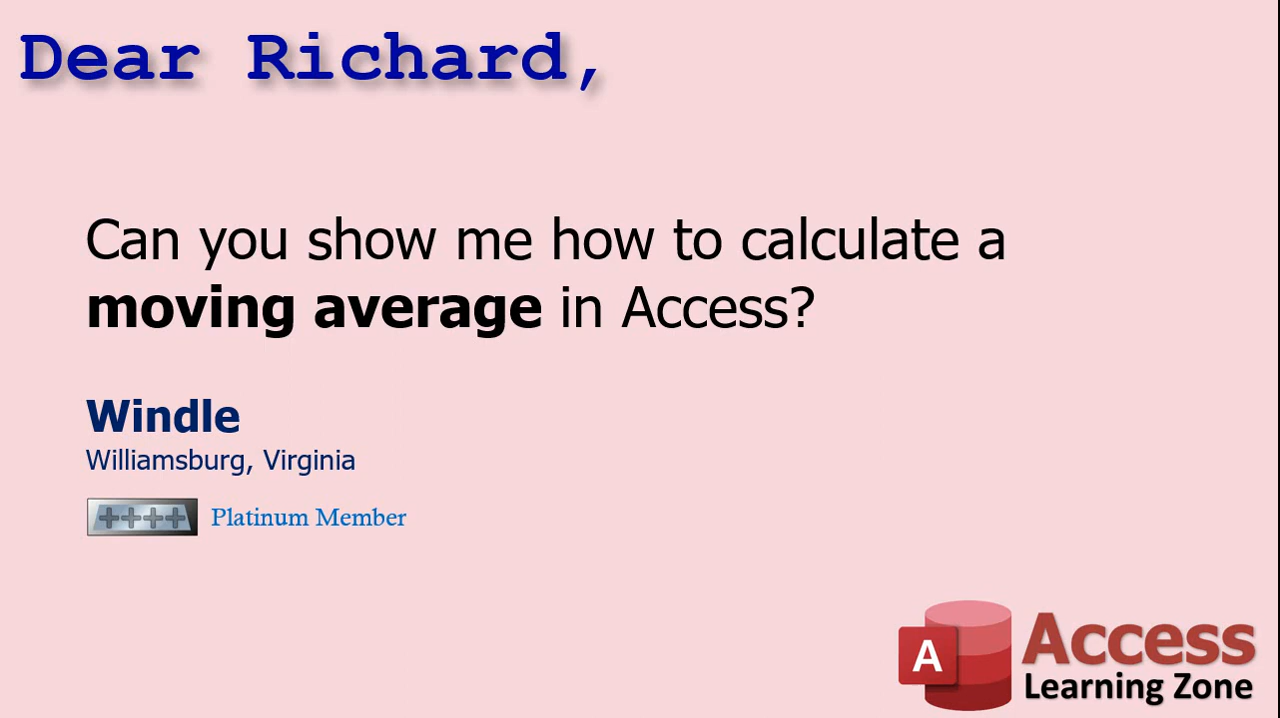 Dear Richard,
Can you show me how to calculate a
moving average in Access?
Windle
Williamsburg, Virginia
++++ Platinum Member
A Access
Learning Zone